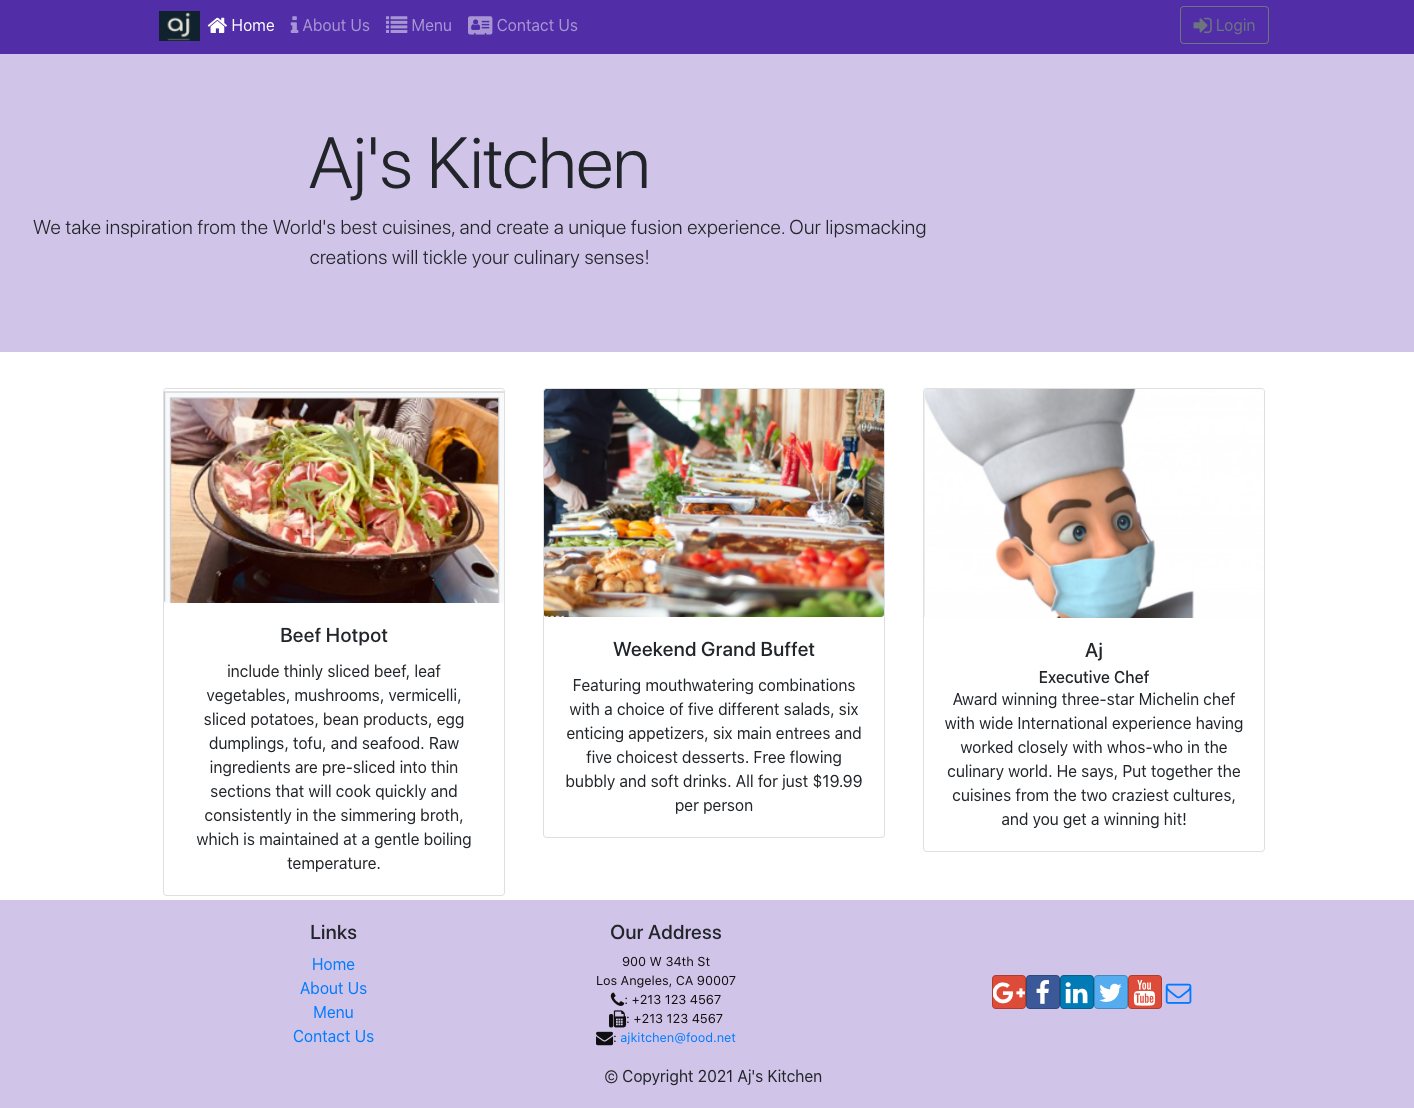 aj Home About Us Menu Contact Us Login
Aj's Kitchen
We take inspiration from the World's best cuisines, and create a unique fusion experience. Our lipsmacking
creations will tickle your culinary senses!
Beef Hotpot
include thinly sliced beef, leaf
vegetables, mushrooms, vermicelli,
sliced potatoes, bean products, egg
dumplings, tofu, and seafood. Raw
ingredients are pre-sliced into thin
sections that will cook quickly and
consistently in the simmering broth,
which is maintained at a gentle boiling
temperature.
Weekend Grand Buffet
Featuring mouthwatering combinations
with a choice of five different salads, six
enticing appetizers, six main entrees and
five choicest desserts. Free flowing
bubbly and soft drinks. All for just $19.99
per person
Aj
Executive Chef
Award winning three-star Michelin chef
with wide International experience having
worked closely with whos-who in the
culinary world. He says, Put together the
cuisines from the two craziest cultures,
and you get a winning hit!
Links
Home
About Us
Menu
Contact Us
Our Address
900 W 34th St
Los Angeles, CA 90007
: +213 123 4567
: +213 123 4567
: ajkitchen@food.net
G+ f in You Tube
© Copyright 2021 Aj's Kitchen